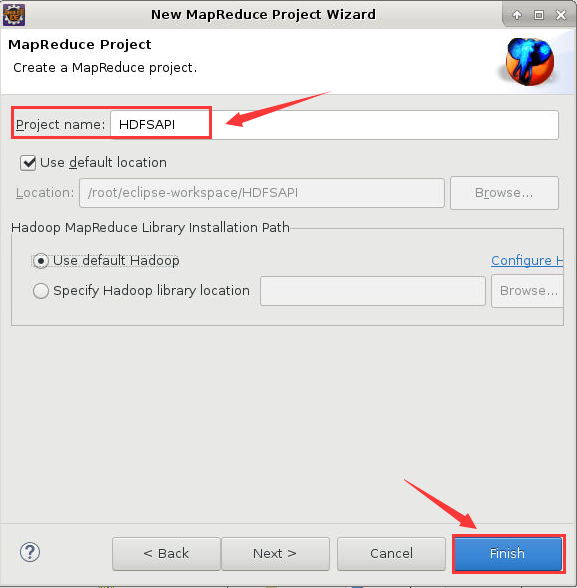 New MapReduce Project Wizard
MapReduce Project
Create a MapReduce project.
Project name: HDFSAPI
Use default location
Location: /root/eclipse-workspace/HDFSAPI Browse...
Hadoop MapReduce Library Installation Path
Use default Hadoop Configure H
Specify Hadoop library location Browse...
? < Back Next > Cancel Finish